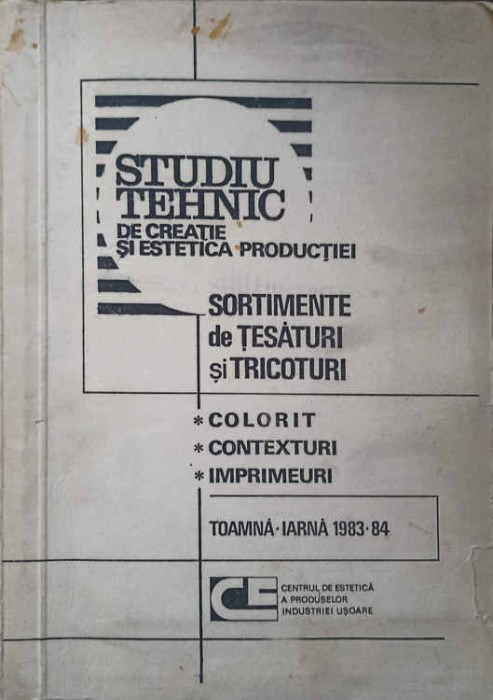 STUDIU
TEHNIC
DE CREAȚIE
ȘI ESTETICA PRODUCȚIEI
SORTIMENTE
de ȚESĂTURI
și TRICOTURI
* COLORIT
* CONTEXTURI
* IMPRIMEURI
TOAMNĂ-IARNĂ 1983-84
CE
CENTRUL DE ESTETICĂ
A PRODUSELOR
INDUSTRIEI UȘOARE